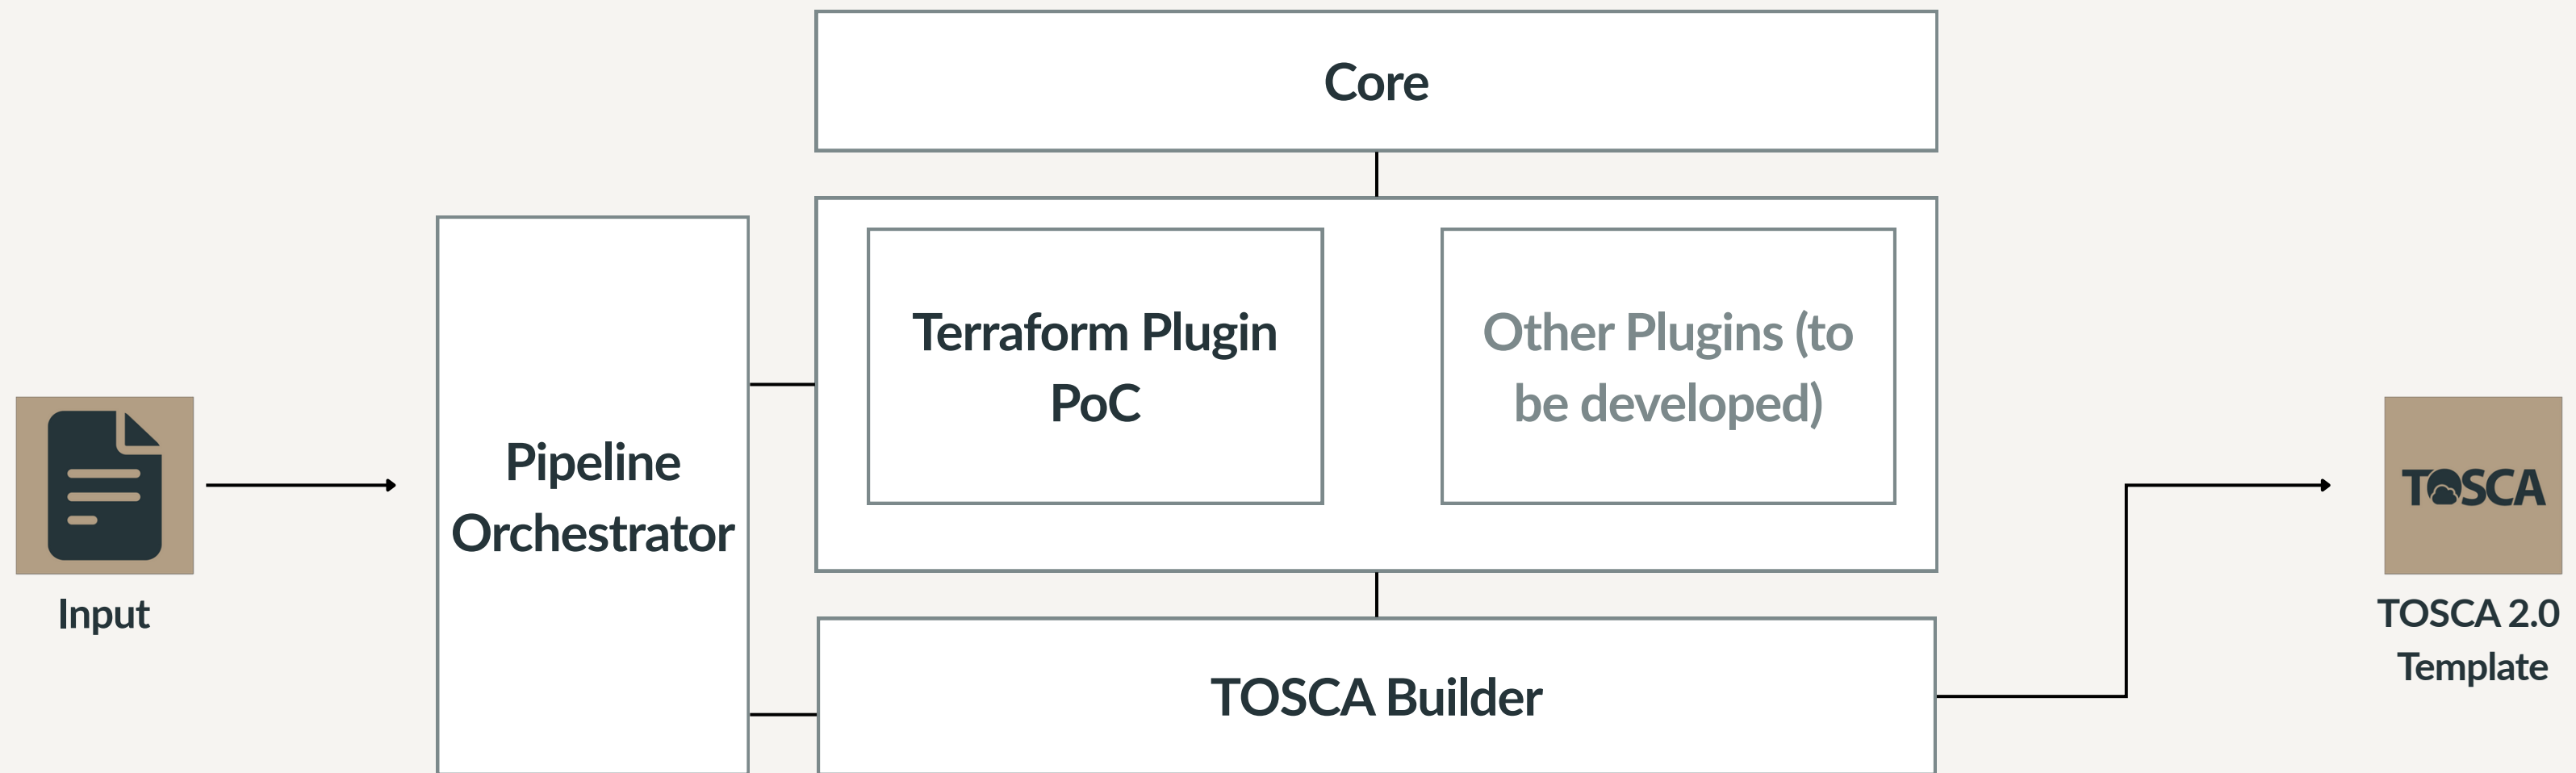 Core
Terraform Plugin
PoC
Other Plugins (to
be developed)
Pipeline
Orchestrator
Input
TOSCA
TOSCA 2.0
Template
TOSCA Builder